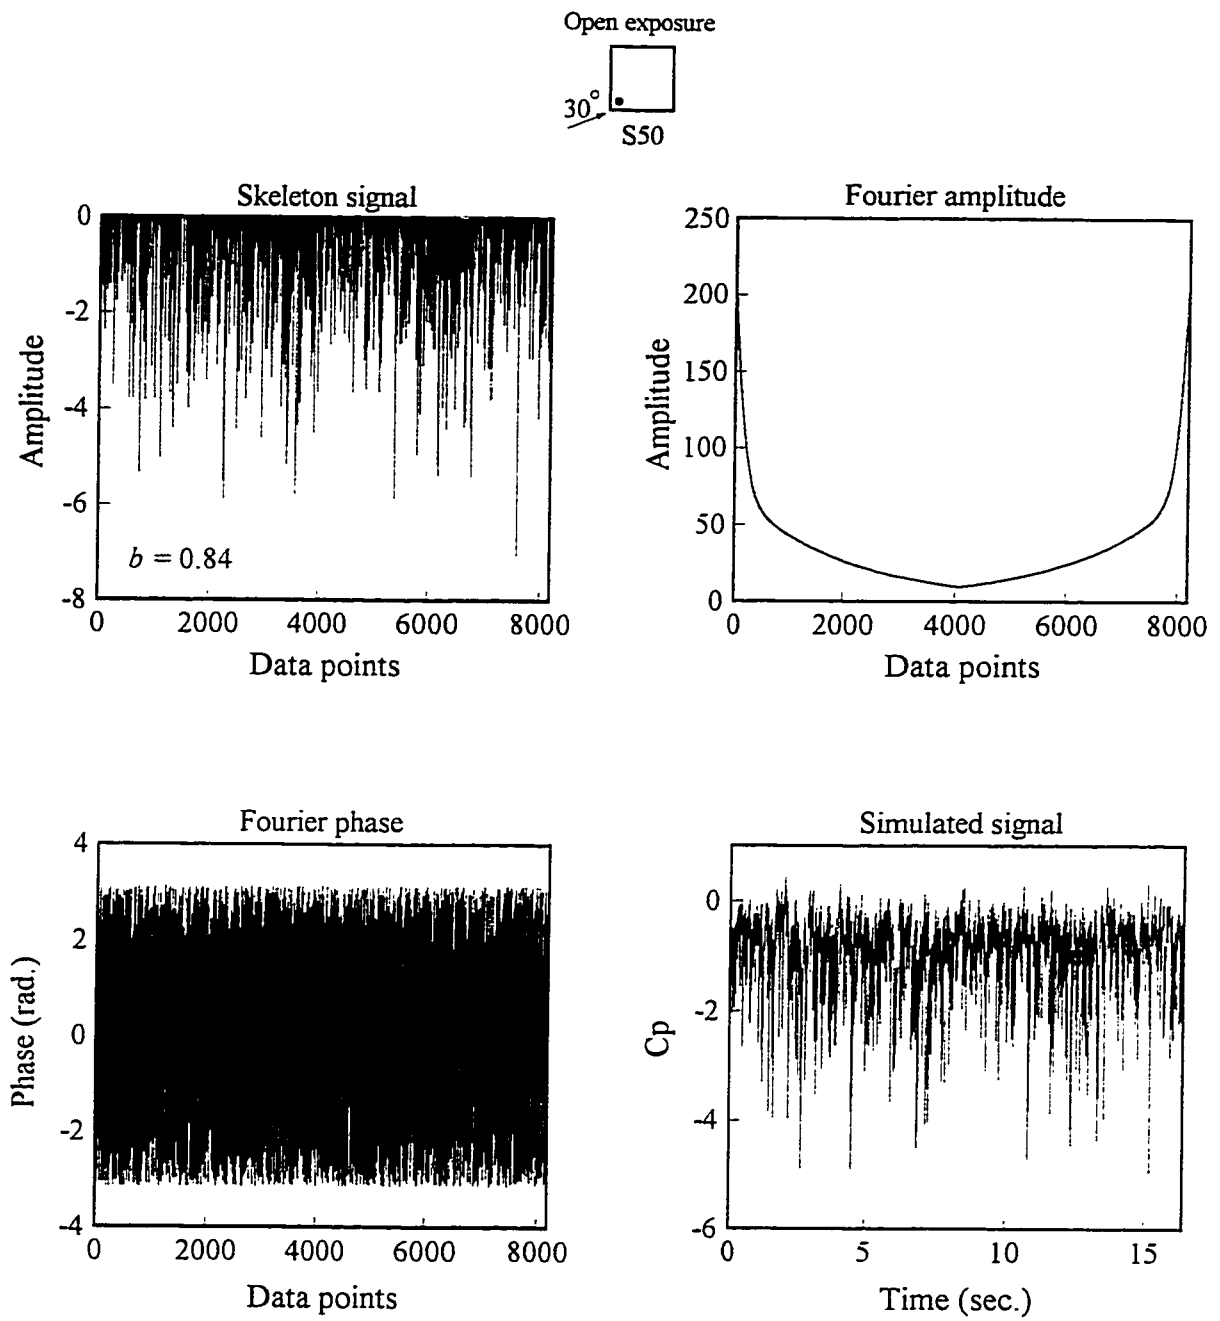 Open exposure
30°
S50
Skeleton signal
0
-2
-4
-6
-8
Amplitude
b = 0.84
0 2000 4000 6000 8000
Data points
Fourier amplitude
250
200
150
100
50
0
Amplitude
0 2000 4000 6000 8000
Data points
Fourier phase
4
2
0
-2
-4
Phase (rad.)
0 2000 4000 6000 8000
Data points
Simulated signal
0
-2
-4
-6
Cp
0 5 10 15
Time (sec.)